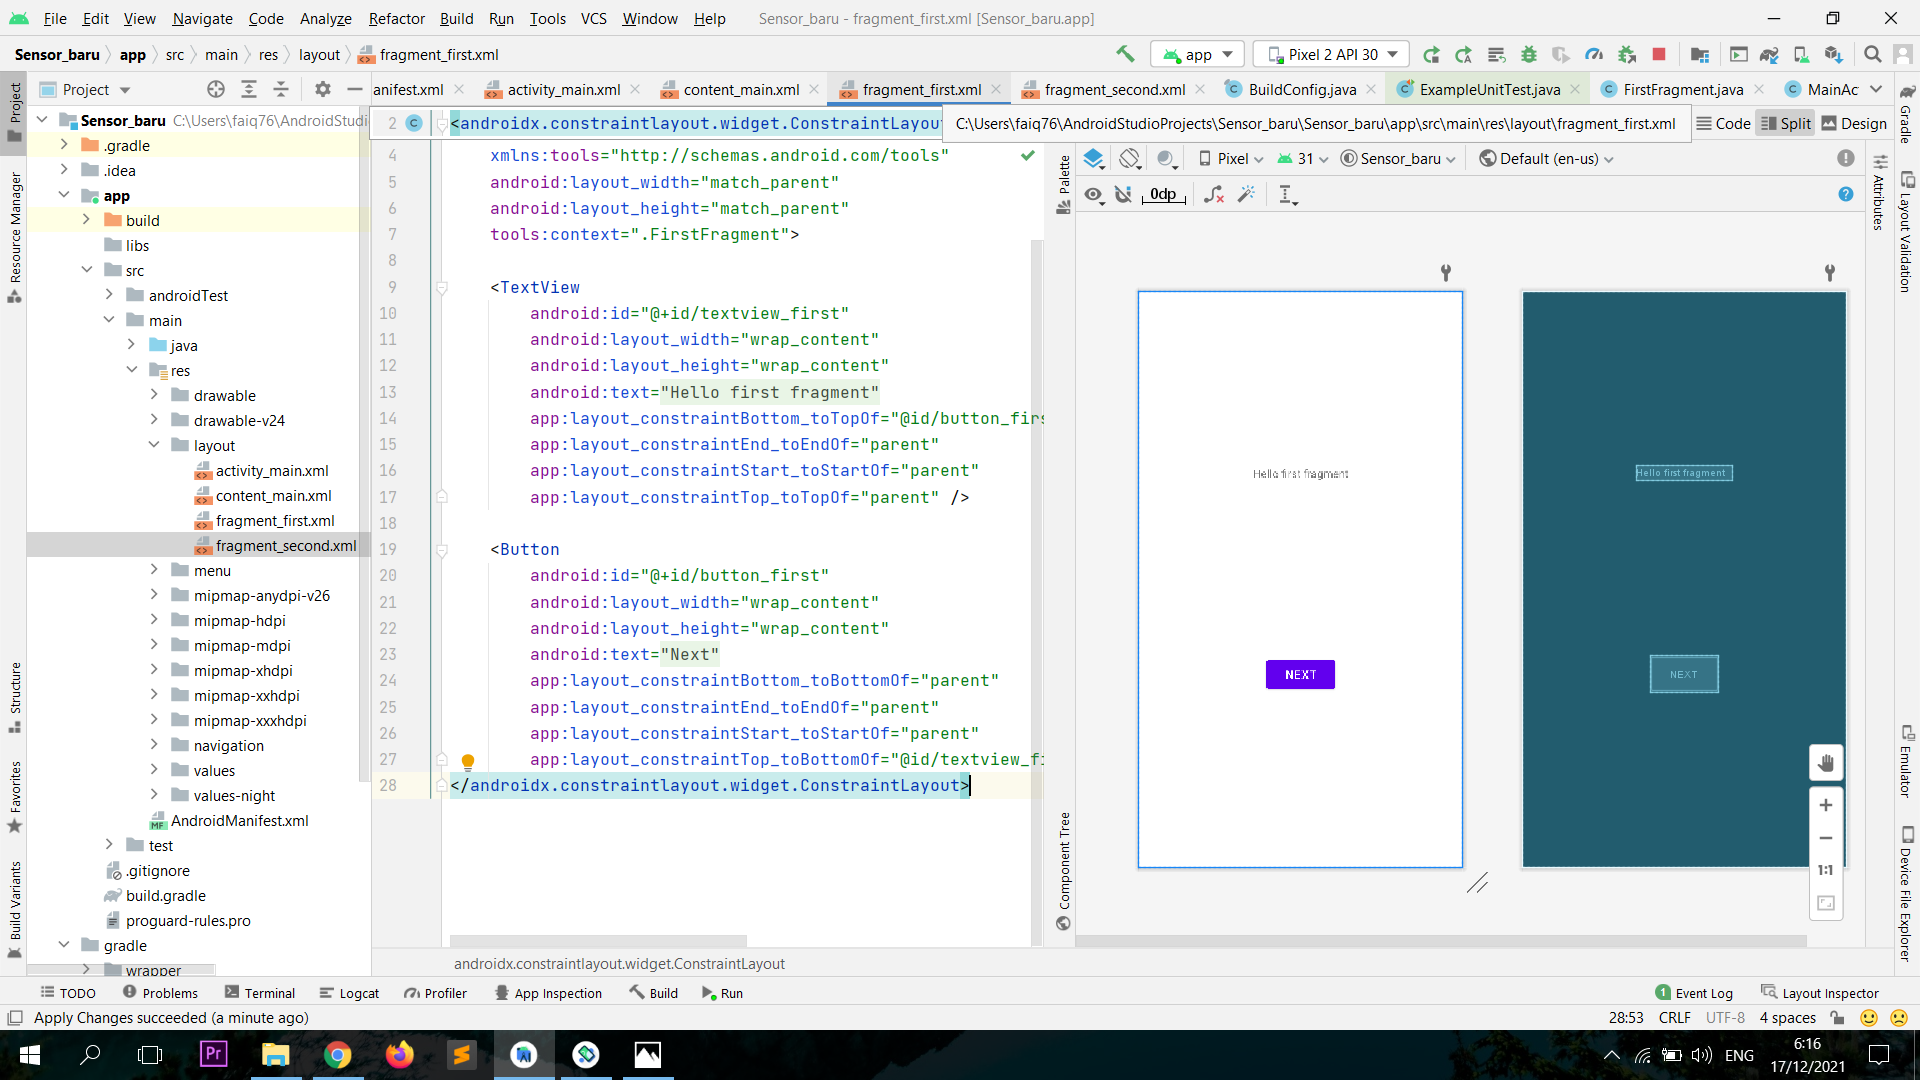 File Edit View Navigate Code Analyze Refactor Build Run Tools VCS Window Help Sensor_baru - fragment_first.xml [Sensor_baru.app]
Sensor_baru app src main res layout fragment_first.xml app Pixel 2 API 30
Project
anifest.xml activity_main.xml content_main.xml fragment_first.xml fragment_second.xml BuildConfig.java ExampleUnitTest.java FirstFragment.java MainAc
Sensor_baru C:\Users\faiq76\AndroidStudi
.gradle
.idea
app
build
libs
src
androidTest
main
java
res
drawable
drawable-v24
layout
activity_main.xml
content_main.xml
fragment_first.xml
fragment_second.xml
menu
mipmap-anydpi-v26
mipmap-hdpi
mipmap-mdpi
mipmap-xhdpi
mipmap-xxhdpi
mipmap-xxxhdpi
navigation
values
values-night
MF AndroidManifest.xml
test
.gitignore
build.gradle
proguard-rules.pro
gradle
wrapper
Project
Resource Manager
Structure
Favorites
Build Variants
2 <androidx.constraintlayout.widget.ConstraintLayou
C:\Users\faiq76\AndroidStudioProjects\Sensor_baru\Sensor_baru\app\src\main\res\layout\fragment_first.xml
Code Split Design
4 xmlns:tools="http://schemas.android.com/tools"
5 android:layout_width="match_parent"
6 android:layout_height="match_parent"
7 tools:context=".FirstFragment">
8
9 <TextView
10 android:id="@+id/textview_first"
11 android:layout_width="wrap_content"
12 android:layout_height="wrap_content"
13 android:text="Hello first fragment"
14 app:layout_constraintBottom_toTopOf="@id/button_firs
15 app:layout_constraintEnd_toEndOf="parent"
16 app:layout_constraintStart_toStartOf="parent"
17 app:layout_constraintTop_toTopOf="parent" />
18
19 <Button
20 android:id="@+id/button_first"
21 android:layout_width="wrap_content"
22 android:layout_height="wrap_content"
23 android:text="Next"
24 app:layout_constraintBottom_toBottomOf="parent"
25 app:layout_constraintEnd_toEndOf="parent"
26 app:layout_constraintStart_toStartOf="parent"
27 app:layout_constraintTop_toBottomOf="@id/textview_fi
28 </androidx.constraintlayout.widget.ConstraintLayout>
androidx.constraintlayout.widget.ConstraintLayout
Palette
Component Tree
Pixel 31 Sensor_baru Default (en-us)
0dp
Hello first fragment
NEXT
Hello first fragment
NEXT
1:1
Attributes
Gradle
Layout Validation
Emulator
Device File Explorer
TODO Problems Terminal Logcat Profiler App Inspection Build Run 1 Event Log Layout Inspector
Apply Changes succeeded (a minute ago) 28:53 CRLF UTF-8 4 spaces
Pr
ENG
6:16
17/12/2021